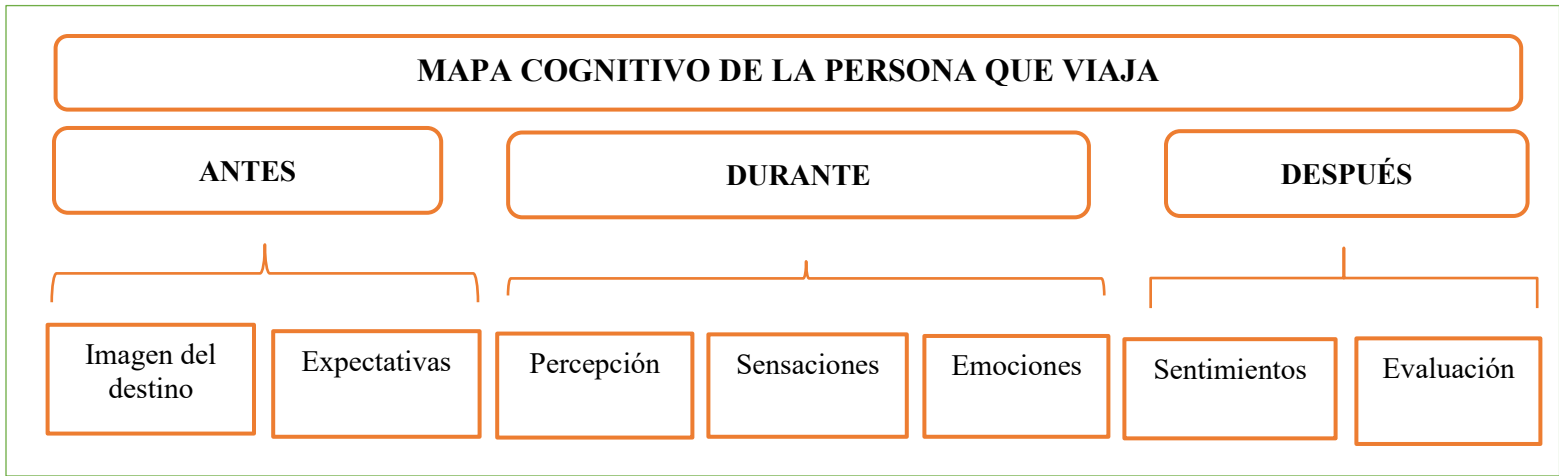 MAPA COGNITIVO DE LA PERSONA QUE VIAJA
ANTES
DURANTE
DESPUÉS
Imagen del
destino
Expectativas
Percepción
Sensaciones
Emociones
Sentimientos
Evaluación